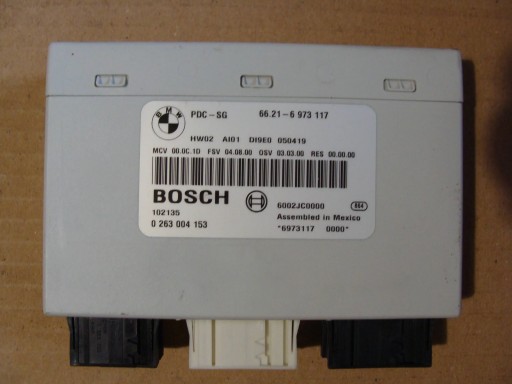 BMW
PDC-SG 66.21-6 973 117
HW02 AI01 DI9E0 050419
MCV 00.0C.1D FSV 04.08.00 OSV 03.03.00 RES 00.00.00
BOSCH 6002JC0000
102135 Assembled in Mexico
0 263 004 153 *6973117 0000*